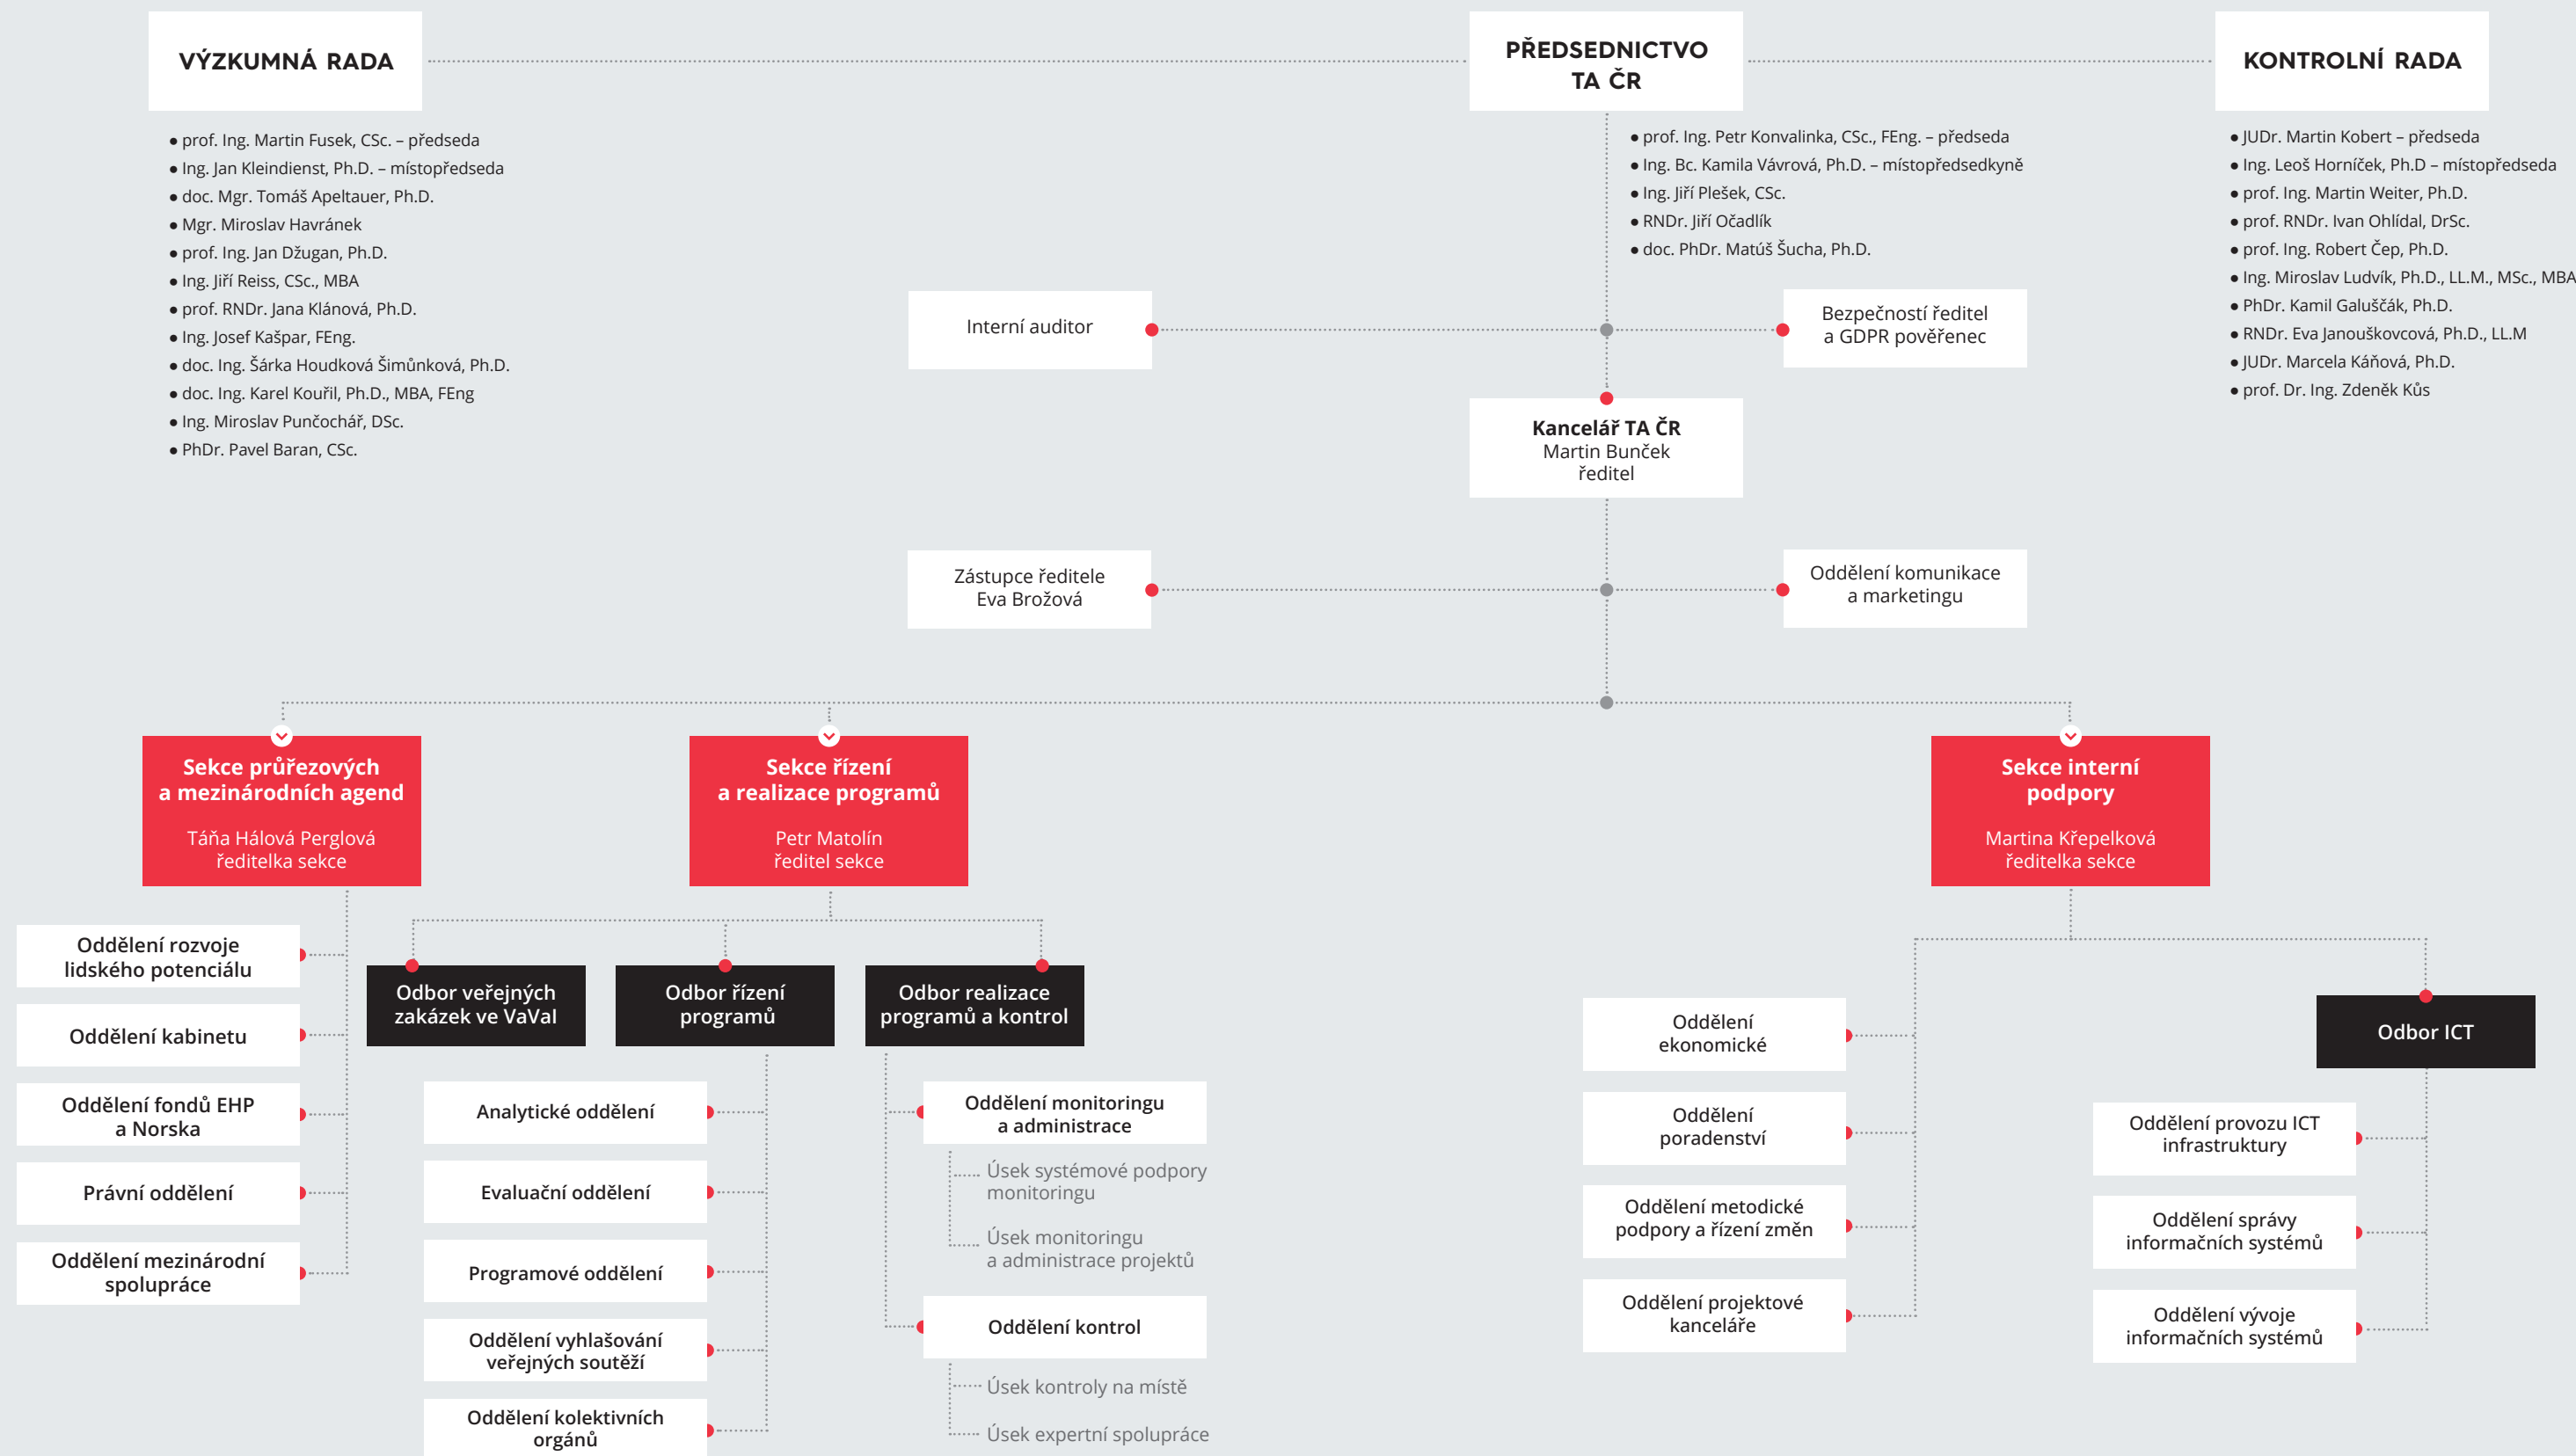 VÝZKUMNÁ RADA
● prof. Ing. Martin Fusek, CSc. – předseda
● Ing. Jan Kleindienst, Ph.D. – místopředseda
● doc. Mgr. Tomáš Apeltauer, Ph.D.
● Mgr. Miroslav Havránek
● prof. Ing. Jan Džugan, Ph.D.
● Ing. Jiří Reiss, CSc., MBA
● prof. RNDr. Jana Klánová, Ph.D.
● Ing. Josef Kašpar, FEng.
● doc. Ing. Šárka Houdková Šimůnková, Ph.D.
● doc. Ing. Karel Kouřil, Ph.D., MBA, FEng
● Ing. Miroslav Punčochář, DSc.
● PhDr. Pavel Baran, CSc.
PŘEDSEDNICTVO
TA ČR
● prof. Ing. Petr Konvalinka, CSc., FEng. – předseda
● Ing. Bc. Kamila Vávrová, Ph.D. – místopředsedkyně
● Ing. Jiří Plešek, CSc.
● RNDr. Jiří Očadlík
● doc. PhDr. Matúš Šucha, Ph.D.
KONTROLNÍ RADA
● JUDr. Martin Kobert – předseda
● Ing. Leoš Horníček, Ph.D – místopředseda
● prof. Ing. Martin Weiter, Ph.D.
● prof. RNDr. Ivan Ohlídal, DrSc.
● prof. Ing. Robert Čep, Ph.D.
● Ing. Miroslav Ludvík, Ph.D., LL.M., MSc., MBA
● PhDr. Kamil Galuščák, Ph.D.
● RNDr. Eva Janouškovcová, Ph.D., LL.M
● JUDr. Marcela Káňová, Ph.D.
● prof. Dr. Ing. Zdeněk Kůs
Interní auditor
Bezpečností ředitel
a GDPR pověřenec
Kancelář TA ČR
Martin Bunček
ředitel
Zástupce ředitele
Eva Brožová
Oddělení komunikace
a marketingu
Sekce průřezových
a mezinárodních agend
Táňa Hálová Perglová
ředitelka sekce
Oddělení rozvoje
lidského potenciálu
Oddělení kabinetu
Oddělení fondů EHP
a Norska
Právní oddělení
Oddělení mezinárodní
spolupráce
Sekce řízení
a realizace programů
Petr Matolín
ředitel sekce
Odbor veřejných
zakázek ve VaVaI
Odbor řízení
programů
Analytické oddělení
Evaluační oddělení
Programové oddělení
Oddělení vyhlašování
veřejných soutěží
Oddělení kolektivních
orgánů
Odbor realizace
programů a kontrol
Oddělení monitoringu
a administrace
Úsek systémové podpory
monitoringu
Úsek monitoringu
a administrace projektů
Oddělení kontrol
Úsek kontroly na místě
Úsek expertní spolupráce
Sekce interní
podpory
Martina Křepelková
ředitelka sekce
Oddělení
ekonomické
Oddělení
poradenství
Oddělení metodické
podpory a řízení změn
Oddělení projektové
kanceláře
Odbor ICT
Oddělení provozu ICT
infrastruktury
Oddělení správy
informačních systémů
Oddělení vývoje
informačních systémů